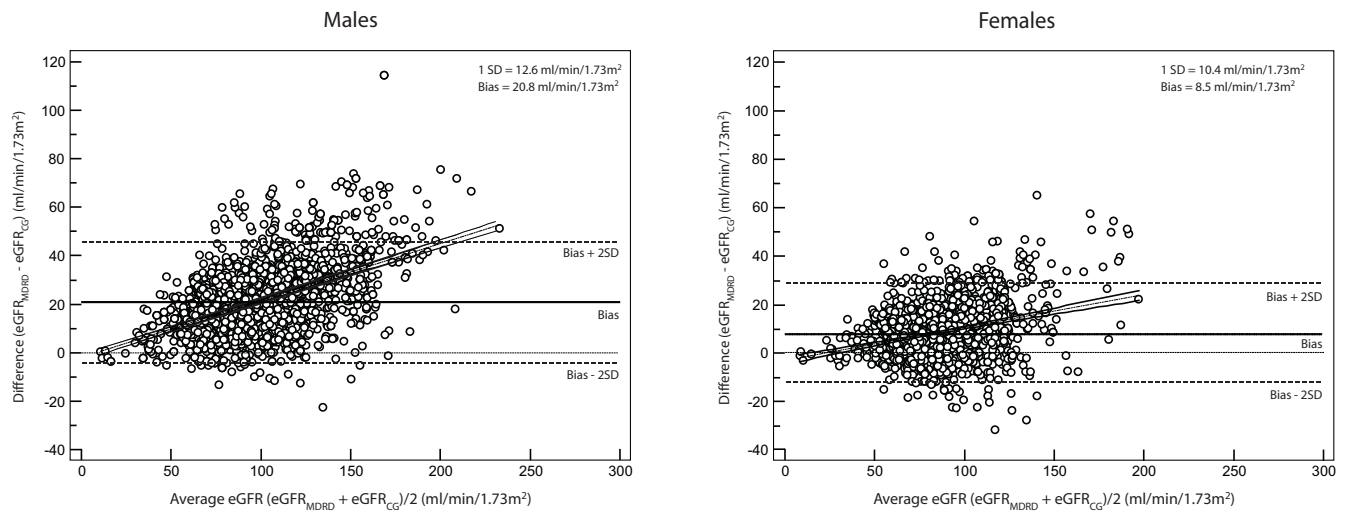 Males
Females
120
100
80
60
40
20
0
-20
-40
Difference (eGFRMDRD - eGFRCG) (ml/min/1.73m²)
1 SD = 12.6 ml/min/1.73m²
Bias = 20.8 ml/min/1.73m²
Bias + 2SD
Bias
Bias - 2SD
0 50 100 150 200 250 300
Average eGFR (eGFRMDRD + eGFRCG)/2 (ml/min/1.73m²)
120
100
80
60
40
20
0
-20
-40
Difference (eGFRMDRD - eGFRCG) (ml/min/1.73m²)
1 SD = 10.4 ml/min/1.73m²
Bias = 8.5 ml/min/1.73m²
Bias + 2SD
Bias
Bias - 2SD
0 50 100 150 200 250 300
Average eGFR (eGFRMDRD + eGFRCG)/2 (ml/min/1.73m²)